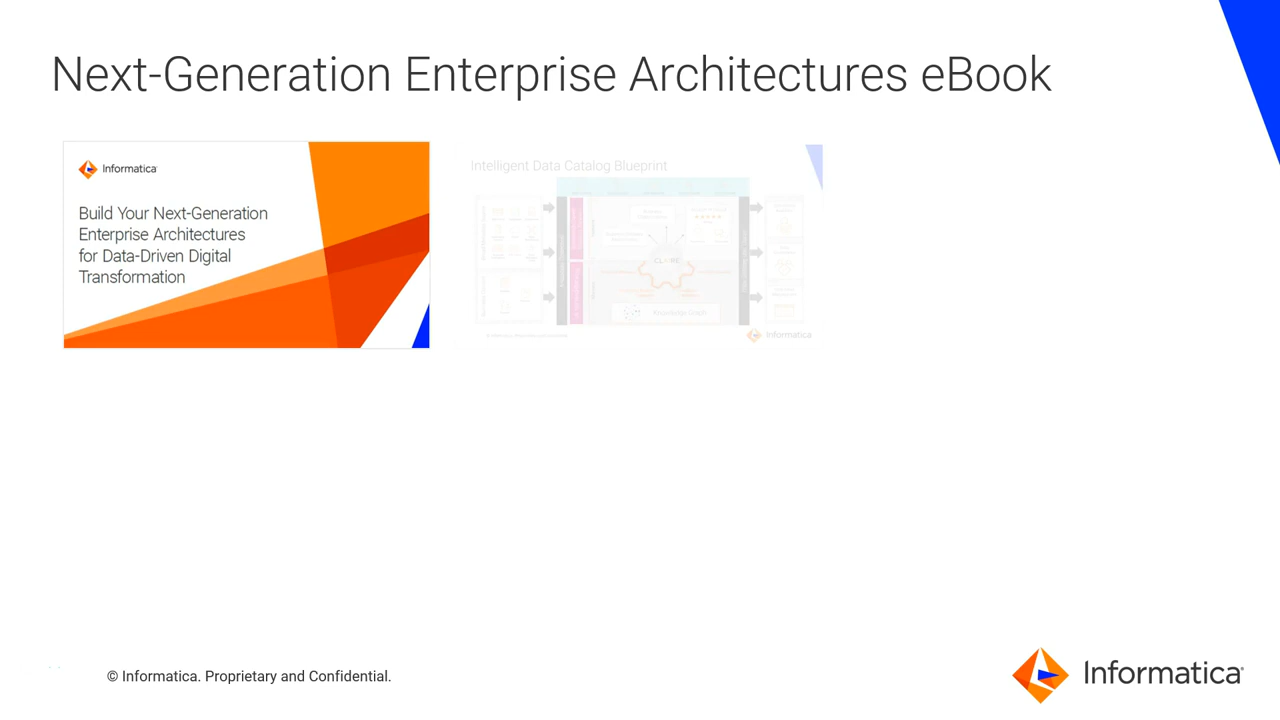 Next-Generation Enterprise Architectures eBook
Informatica
Build Your Next-Generation
Enterprise Architectures
for Data-Driven Digital
Transformation
Intelligent Data Catalog Blueprint
CLAIRE
Knowledge Graph
Informatica
© Informatica. Proprietary and Confidential.
Informatica